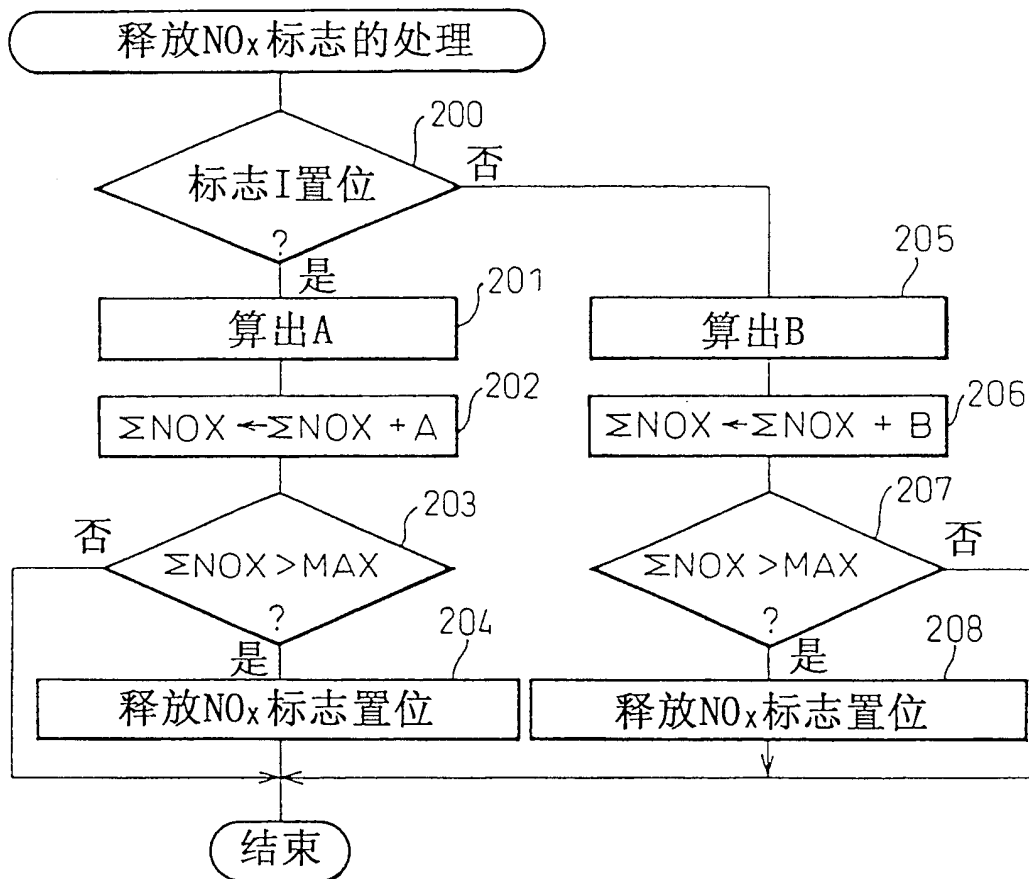 释放NOx标志的处理
200
标志I置位
?
否
是
201
算出A
202
ΣNOX←ΣNOX + A
203
否
ΣNOX>MAX
?
是
204
释放NOx标志置位
205
算出B
206
ΣNOX←ΣNOX + B
207
ΣNOX>MAX
?
否
是
208
释放NOx标志置位
结束